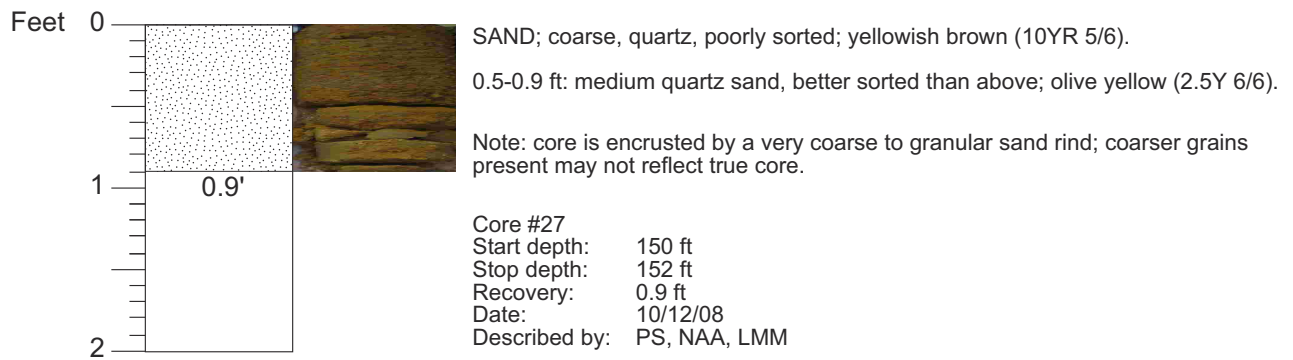 Feet 0
SAND; coarse, quartz, poorly sorted; yellowish brown (10YR 5/6).
0.5-0.9 ft: medium quartz sand, better sorted than above; olive yellow (2.5Y 6/6).
Note: core is encrusted by a very coarse to granular sand rind; coarser grains
present may not reflect true core.
1
0.9'
Core #27
Start depth: 150 ft
Stop depth: 152 ft
Recovery: 0.9 ft
Date: 10/12/08
Described by: PS, NAA, LMM
2